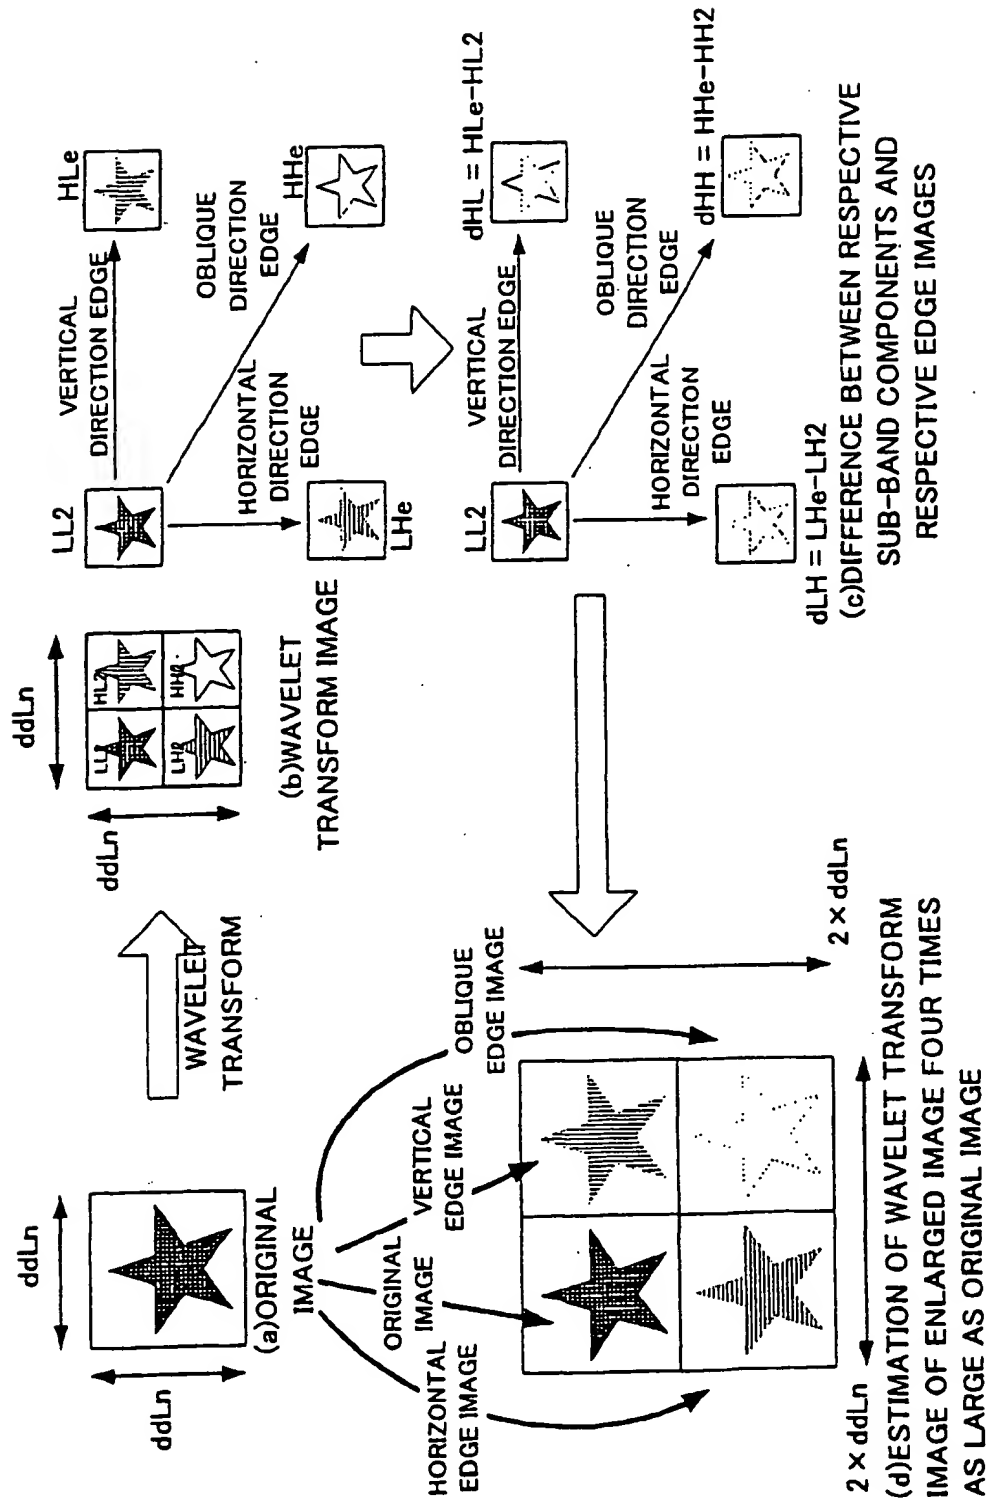 ddLn
ddLn
(a)ORIGINAL
IMAGE
WAVELET
TRANSFORM
ddLn
ddLn
LL2
HL2
LH2
HH2
(b)WAVELET
TRANSFORM IMAGE
LL2
VERTICAL
DIRECTION EDGE
HLe
OBLIQUE
DIRECTION
EDGE
HHe
HORIZONTAL
DIRECTION
EDGE
LHe
LL2
VERTICAL
DIRECTION EDGE
dHL = HLe-HL2
OBLIQUE
DIRECTION
EDGE
dHH = HHe-HH2
HORIZONTAL
DIRECTION
EDGE
dLH = LHe-LH2
(c)DIFFERENCE BETWEEN RESPECTIVE
SUB-BAND COMPONENTS AND
RESPECTIVE EDGE IMAGES
HORIZONTAL
EDGE IMAGE
ORIGINAL
IMAGE
VERTICAL
EDGE IMAGE
OBLIQUE
EDGE IMAGE
2 × ddLn
2 × ddLn
(d)ESTIMATION OF WAVELET TRANSFORM
IMAGE OF ENLARGED IMAGE FOUR TIMES
AS LARGE AS ORIGINAL IMAGE